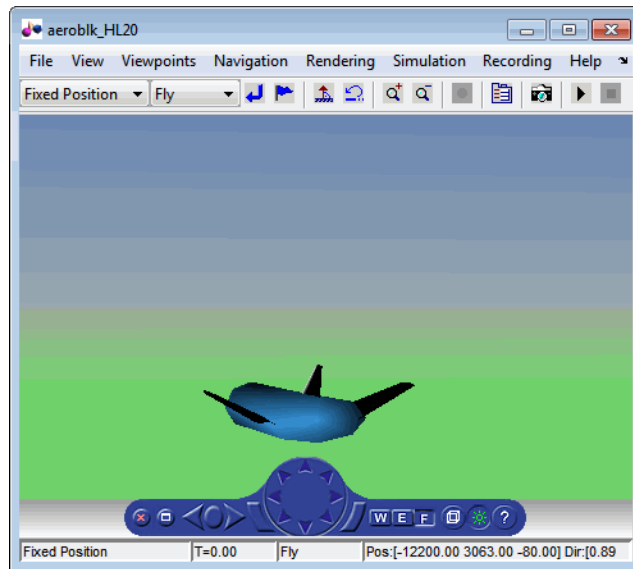 aeroblk_HL20
File View Viewpoints Navigation Rendering Simulation Recording Help
Fixed Position Fly
W E F ?
Fixed Position T=0.00 Fly Pos:[-12200.00 3063.00 -80.00] Dir:[0.89